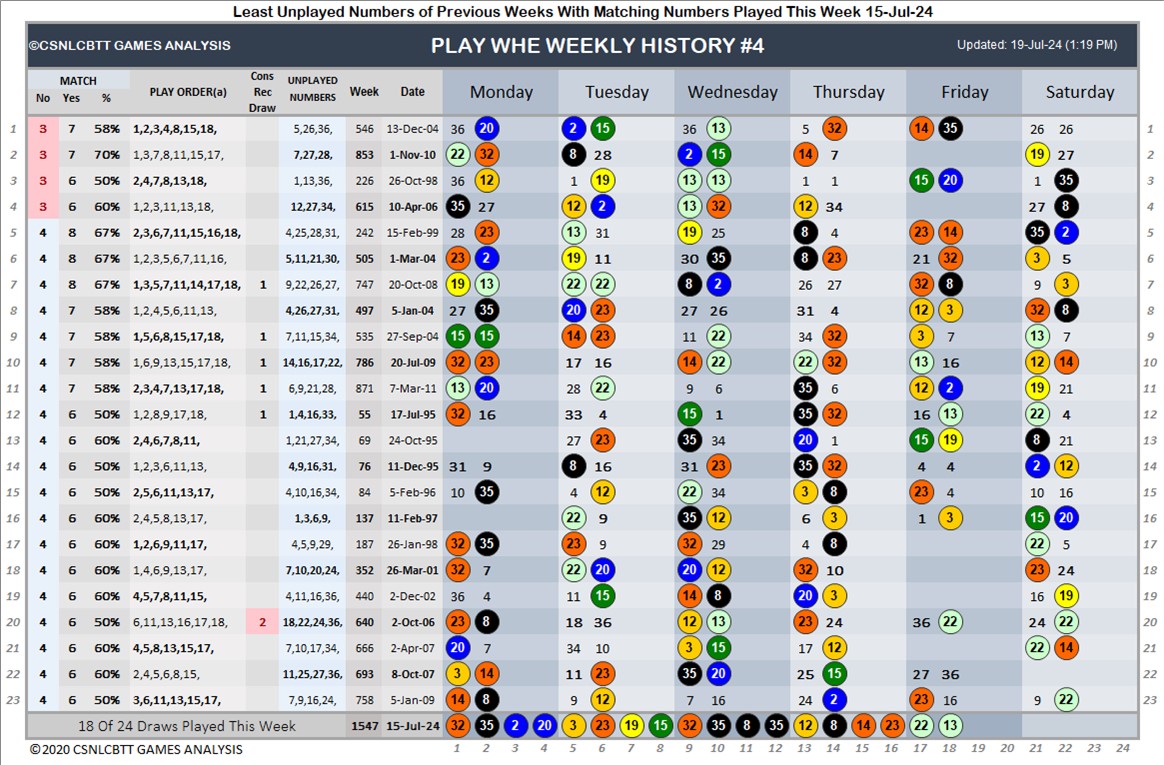 Least Unplayed Numbers of Previous Weeks With Matching Numbers Played This Week 15-Jul-24
©CSNLCBTT GAMES ANALYSIS PLAY WHE WEEKLY HISTORY #4 Updated: 19-Jul-24 (1:19 PM)
MATCH Cons
No Yes % PLAY ORDER(a) Rec UNPLAYED NUMBERS Week Date Monday Tuesday Wednesday Thursday Friday Saturday
Draw
1 3 7 58% 1,2,3,4,8,15,18, 5,26,36, 546 13-Dec-04 36 20 2 15 36 13 5 32 14 35 26 26 1
2 3 7 70% 1,3,7,8,11,15,17, 7,27,28, 853 1-Nov-10 22 32 8 28 2 15 14 7 19 27 2
3 3 6 50% 2,4,7,8,13,18, 1,13,36, 226 26-Oct-98 36 12 1 19 13 13 1 1 15 20 1 35 3
4 3 6 60% 1,2,3,11,13,18, 12,27,34, 615 10-Apr-06 35 27 12 2 13 32 12 34 27 8 4
5 4 8 67% 2,3,6,7,11,15,16,18, 4,25,28,31, 242 15-Feb-99 28 23 13 31 19 25 8 4 23 14 35 2 5
6 4 8 67% 1,2,3,5,6,7,11,16, 5,11,21,30, 505 1-Mar-04 23 2 19 11 30 35 8 23 21 32 3 5 6
7 4 8 67% 1,3,5,7,11,14,17,18, 1 9,22,26,27, 747 20-Oct-08 19 13 22 22 8 2 26 27 32 8 9 3 7
8 4 7 58% 1,2,4,5,6,11,13, 4,26,27,31, 497 5-Jan-04 27 35 20 23 27 26 31 4 12 3 32 8 8
9 4 7 58% 1,5,6,8,15,17,18, 1 7,11,15,34, 535 27-Sep-04 15 15 14 23 11 22 34 32 3 7 13 7 9
10 4 7 58% 1,6,9,13,15,17,18, 1 14,16,17,22, 786 20-Jul-09 32 23 17 16 14 22 22 32 13 16 12 14 10
11 4 7 58% 2,3,4,7,13,17,18, 1 6,9,21,28, 871 7-Mar-11 13 20 28 22 9 6 35 6 12 2 19 21 11
12 4 6 50% 1,2,8,9,17,18, 1 1,4,16,33, 55 17-Jul-95 32 16 33 4 15 1 35 32 16 13 22 4 12
13 4 6 60% 2,4,6,7,8,11, 1,21,27,34, 69 24-Oct-95 27 23 35 34 20 1 15 19 8 21 13
14 4 6 50% 1,2,3,6,11,13, 4,9,16,31, 76 11-Dec-95 31 9 8 16 31 23 35 32 4 4 2 12 14
15 4 6 50% 2,5,6,11,13,17, 4,10,16,34, 84 5-Feb-96 10 35 4 12 22 34 3 8 23 4 10 16 15
16 4 6 60% 2,4,5,8,13,17, 1,3,6,9, 137 11-Feb-97 22 9 35 12 6 3 1 3 15 20 16
17 4 6 60% 1,2,6,9,11,17, 4,5,9,29, 187 26-Jan-98 32 35 23 9 32 29 4 8 22 5 17
18 4 6 60% 1,4,6,9,13,17, 7,10,20,24, 352 26-Mar-01 32 7 22 20 20 12 32 10 23 24 18
19 4 6 60% 4,5,7,8,11,15, 4,11,16,36, 440 2-Dec-02 36 4 11 15 14 8 20 3 16 19 19
20 4 6 50% 6,11,13,16,17,18, 2 18,22,24,36, 640 2-Oct-06 23 8 18 36 12 13 23 24 36 22 24 22 20
21 4 6 60% 4,5,8,13,15,17, 7,10,17,34, 666 2-Apr-07 20 7 34 10 3 15 17 12 22 14 21
22 4 6 60% 2,4,5,6,8,15, 11,25,27,36, 693 8-Oct-07 3 14 11 23 35 20 25 15 27 36 22
23 4 6 50% 3,6,11,13,15,17, 7,9,16,24, 758 5-Jan-09 14 8 9 12 7 16 24 2 23 16 9 22 23
18 Of 24 Draws Played This Week 1547 15-Jul-24 32 35 2 20 3 23 19 15 32 35 8 35 12 8 14 23 22 13
© 2020 CSNLCBTT GAMES ANALYSIS 1 2 3 4 5 6 7 8 9 10 11 12 13 14 15 16 17 18 19 20 21 22 23 24